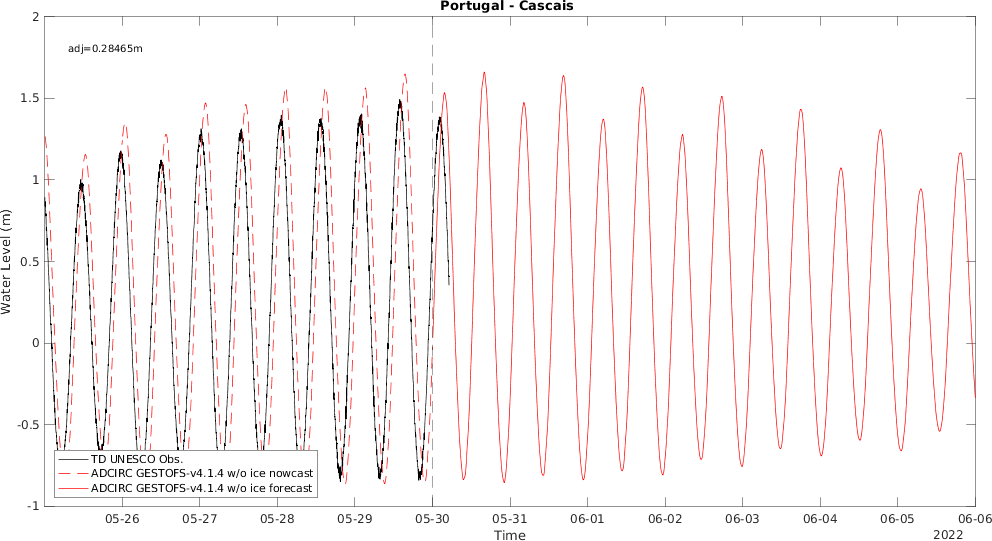 Portugal - Cascais
adj=0.28465m
Water Level (m)
2
1.5
1
0.5
0
-0.5
-1
TD UNESCO Obs.
ADCIRC GESTOFS-v4.1.4 w/o ice nowcast
ADCIRC GESTOFS-v4.1.4 w/o ice forecast
05-26 05-27 05-28 05-29 05-30 05-31 06-01 06-02 06-03 06-04 06-05 06-06
Time
2022